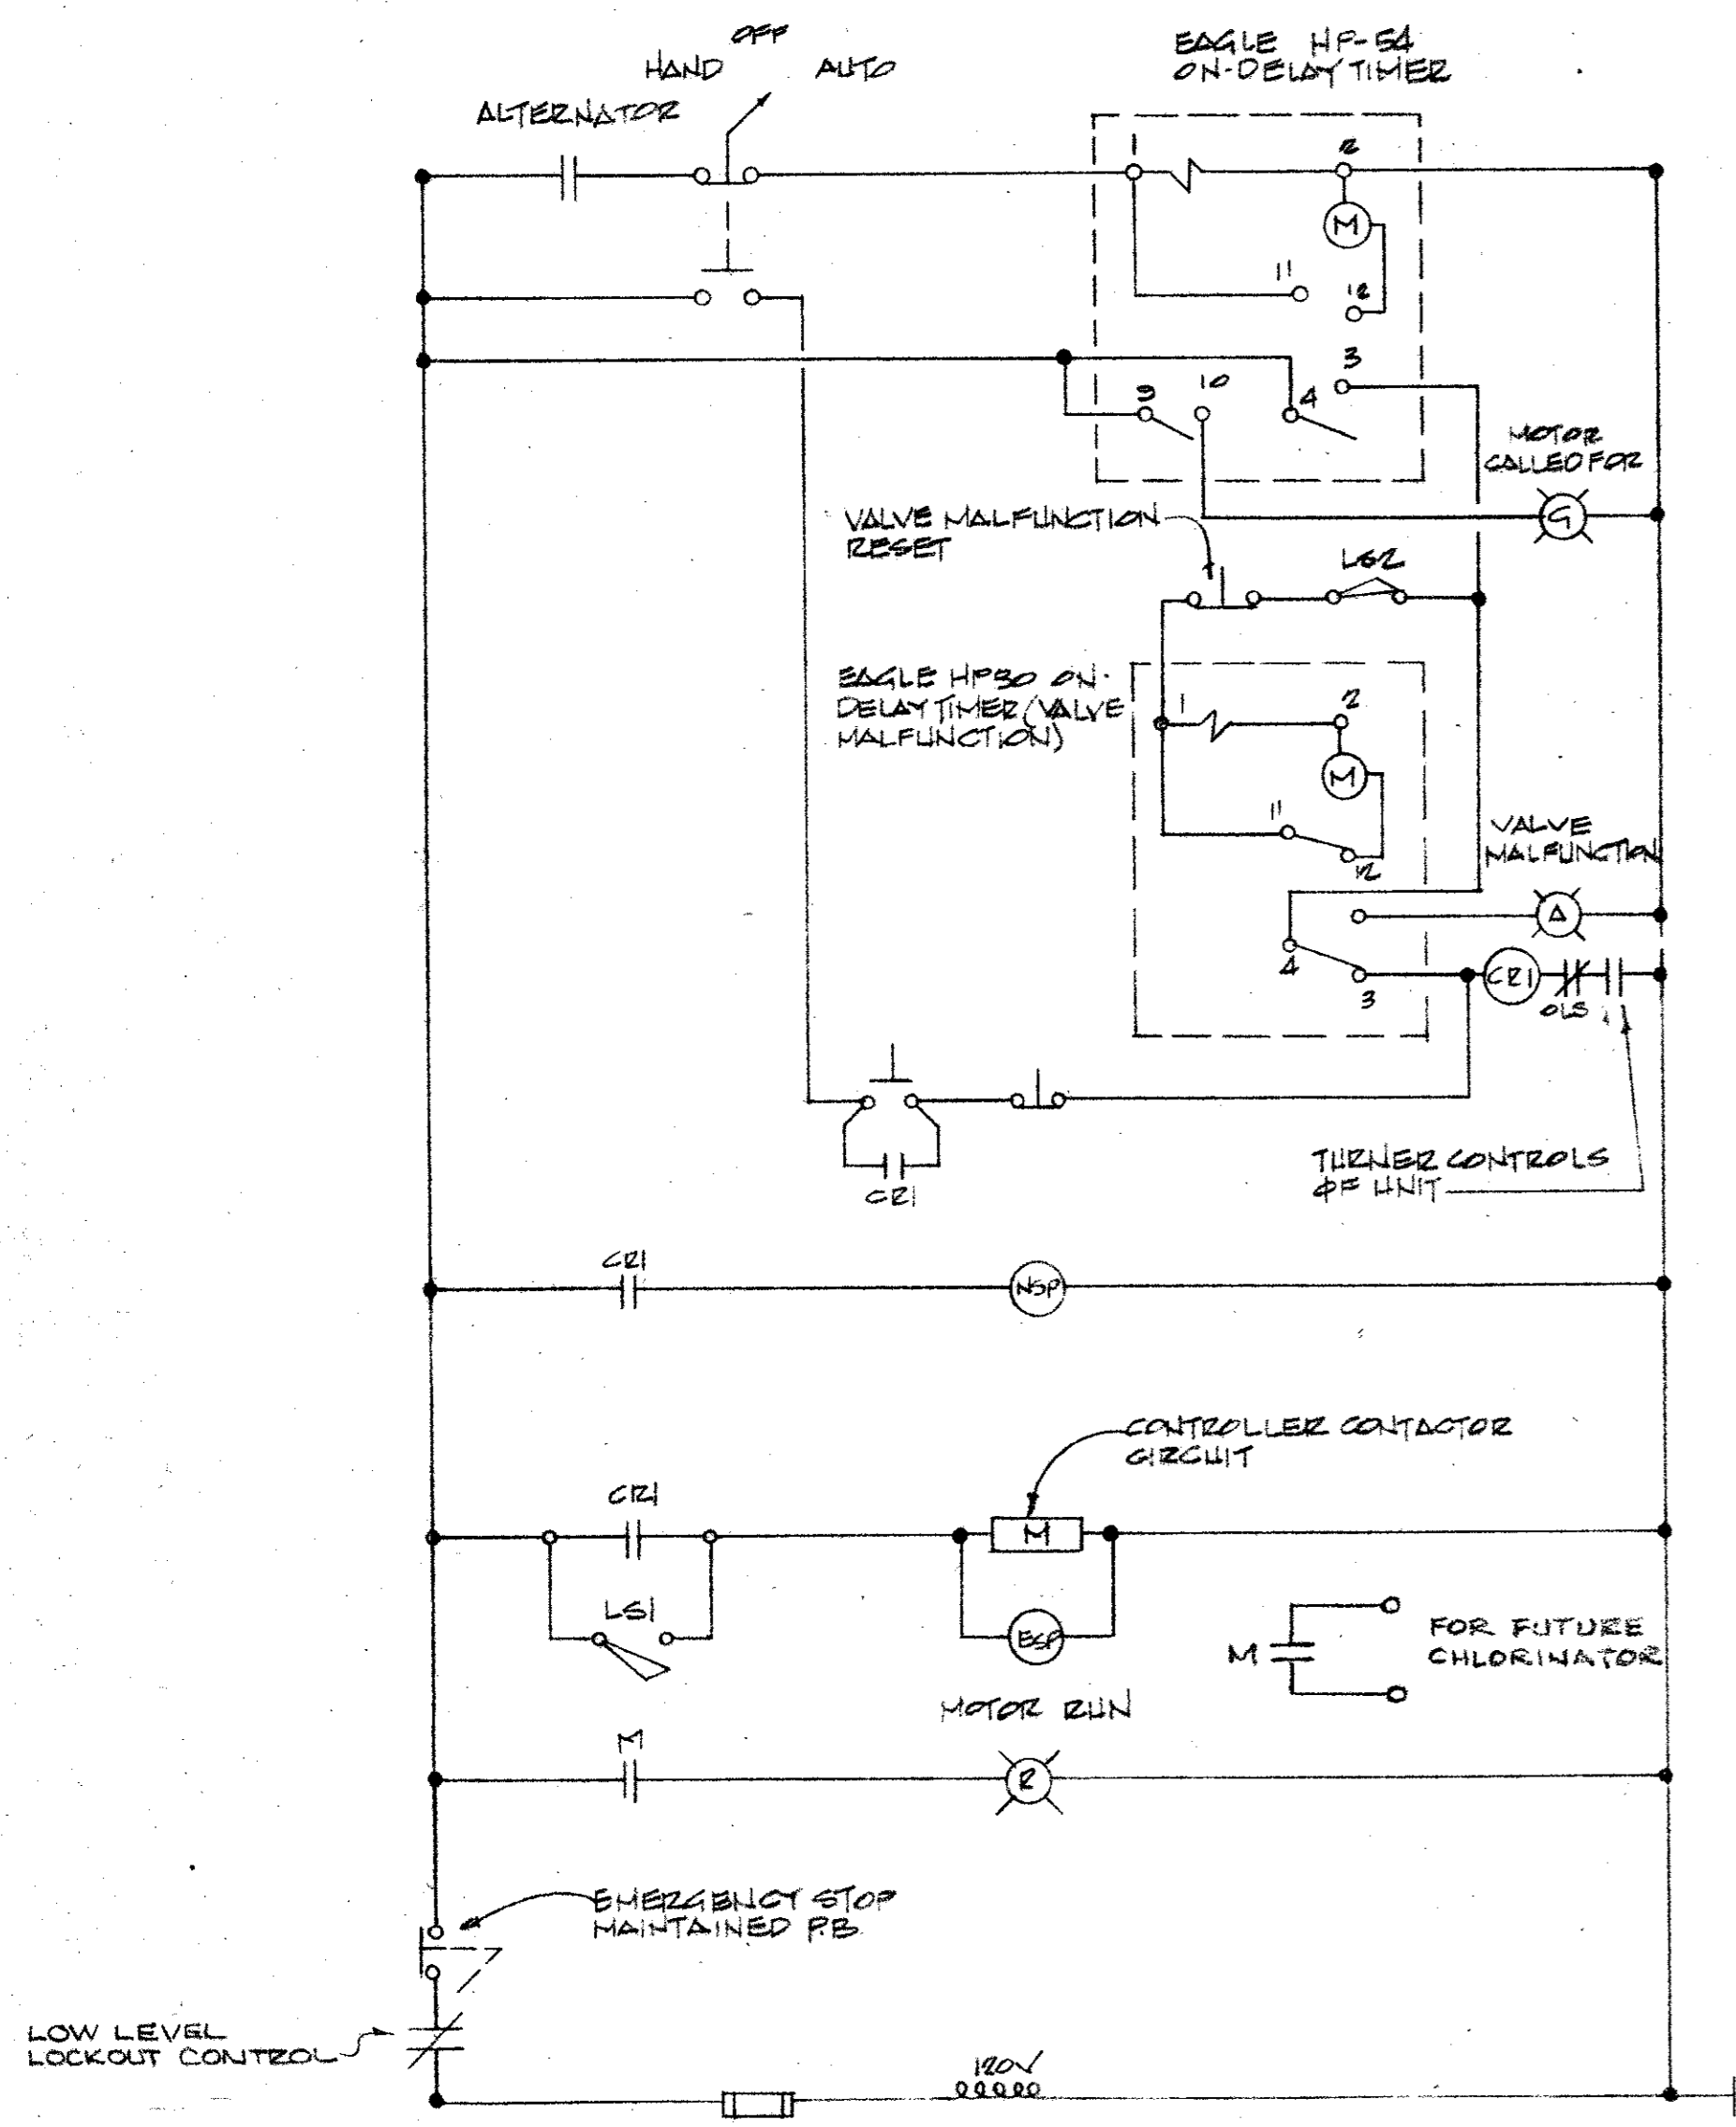 OFF
HAND AUTO
ALTERNATOR
EAGLE HP-54
ON-DELAY TIMER
1
2
M
11
12
3
9
10
4
MOTOR
CALLED FOR
G
VALVE MALFUNCTION
RESET
LS2
EAGLE HP50 ON-
DELAY TIMER (VALVE
MALFUNCTION)
1
2
M
11
12
VALVE
MALFUNCTION
A
4
3
CR1
OLS
CR1
TURNER CONTROLS
ΦF UNIT
CR1
NSP
CONTROLLER CONTACTOR
CIRCUIT
CR1
M
LS1
ESP
M
FOR FUTURE
CHLORINATOR
MOTOR RUN
M
R
EMERGENCY STOP
MAINTAINED P.B.
LOW LEVEL
LOCKOUT CONTROL
120V